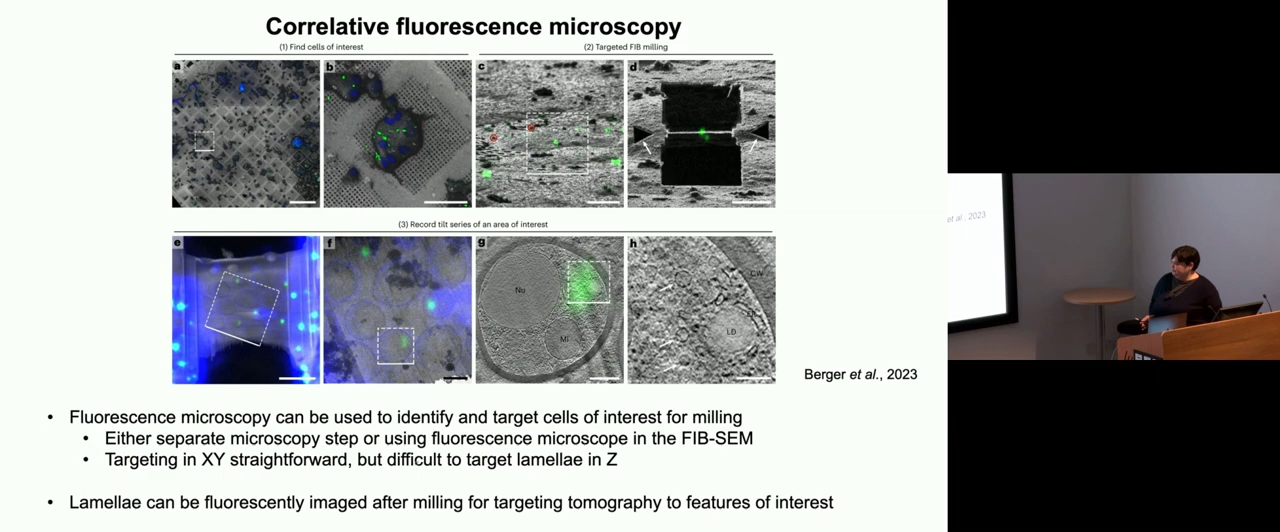 Correlative fluorescence microscopy
(1) Find cells of interest
(2) Targeted FIB milling
a
b
c
d
(3) Record tilt series of an area of interest
e
f
g
h
Nu
Mi
CW
LD
Berger et al., 2023
et al., 2023
• Fluorescence microscopy can be used to identify and target cells of interest for milling
• Either separate microscopy step or using fluorescence microscope in the FIB-SEM
• Targeting in XY straightforward, but difficult to target lamellae in Z
• Lamellae can be fluorescently imaged after milling for targeting tomography to features of interest